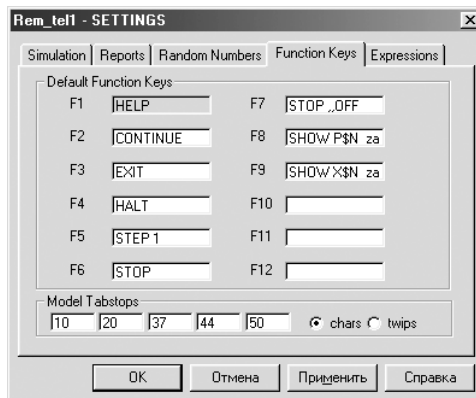 Rem_tel1 - SETTINGS
Simulation Reports Random Numbers Function Keys Expressions
Default Function Keys
F1 HELP F7 STOP ,,OFF
F2 CONTINUE F8 SHOW P$N za
F3 EXIT F9 SHOW X$N za
F4 HALT F10
F5 STEP 1 F11
F6 STOP F12
Model Tabstops
10 20 37 44 50 chars twips
OK Отмена Применить Справка